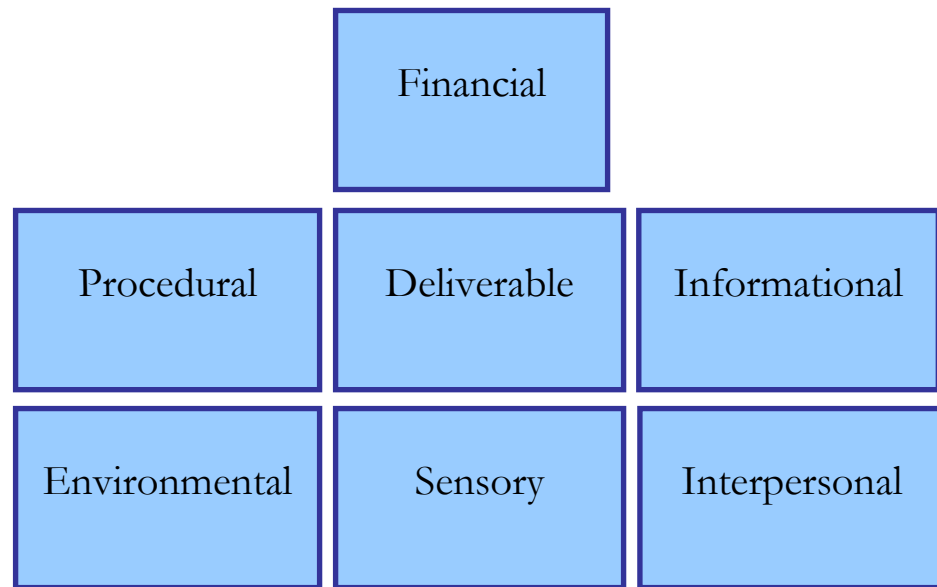 Financial
Procedural
Deliverable
Informational
Environmental
Sensory
Interpersonal